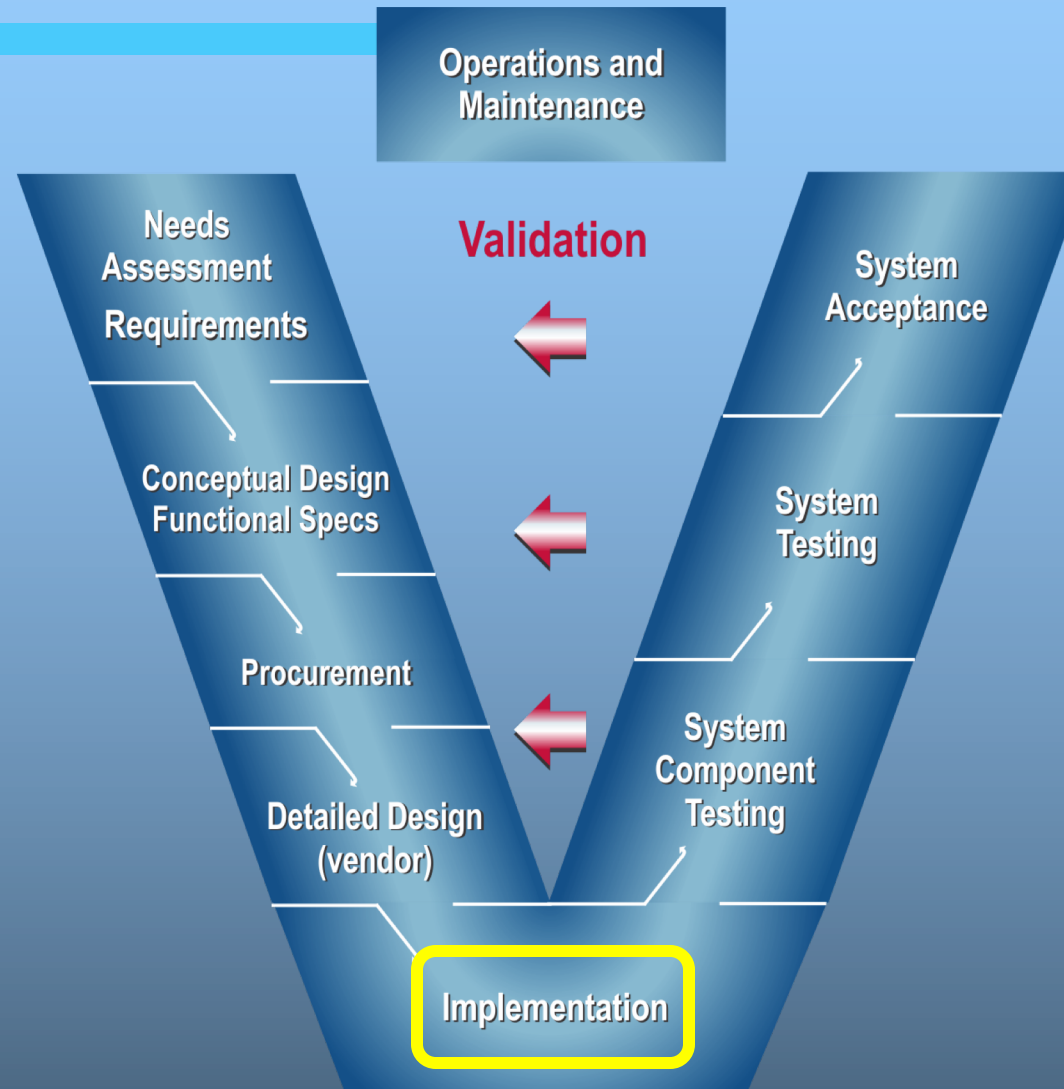 Operations and
Maintenance
Needs
Assessment
Requirements
Validation
System
Acceptance
Conceptual Design
Functional Specs
System
Testing
Procurement
System
Component
Testing
Detailed Design
(vendor)
Implementation